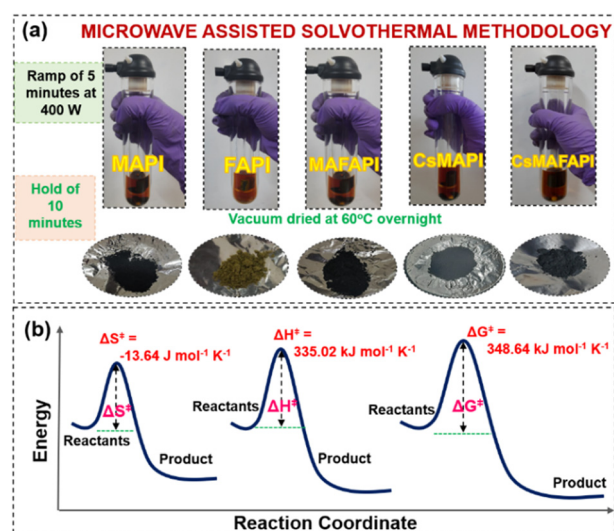 (a) MICROWAVE ASSISTED SOLVOTHERMAL METHODOLOGY
Ramp of 5
minutes at
400 W
MAPI
FAPI
MAFAPI
CsMAPI
CsMAFAPI
Hold of
10
minutes
Vacuum dried at 60°C overnight
(b)
ΔS‡ =
-13.64 J mol⁻¹ K⁻¹
ΔH‡ =
335.02 kJ mol⁻¹ K⁻¹
ΔG‡ =
348.64 kJ mol⁻¹ K⁻¹
Energy
Reactants
ΔS‡
Product
Reactants
ΔH‡
Product
Reactants
ΔG‡
Product
Reaction Coordinate